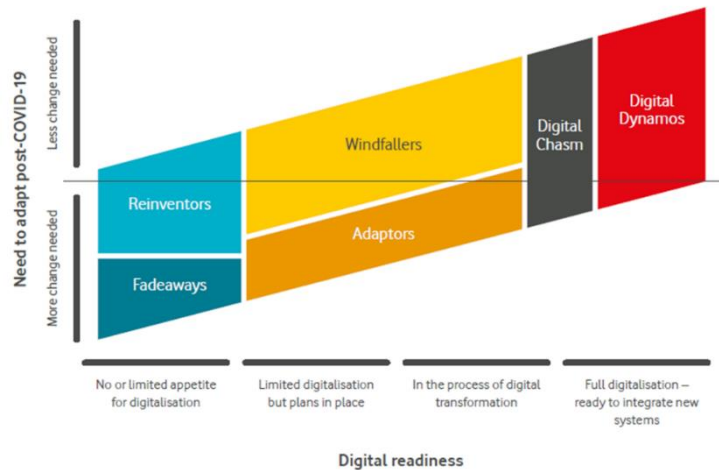 Need to adapt post-COVID-19
Less change needed
More change needed
Reinventors
Fadeaways
Windfallers
Adaptors
Digital
Chasm
Digital
Dynamos
No or limited appetite
for digitalisation
Limited digitalisation
but plans in place
In the process of digital
transformation
Full digitalisation –
ready to integrate new
systems
Digital readiness